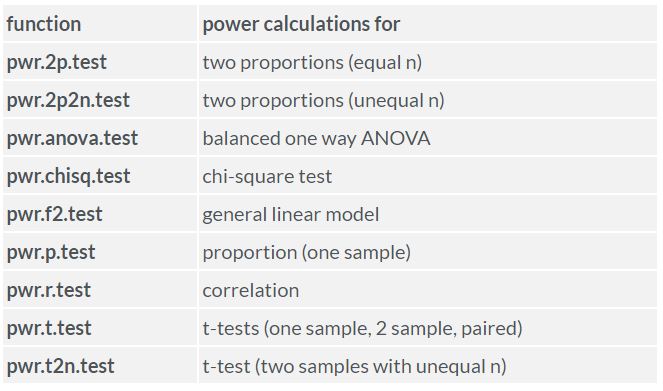 function power calculations for
pwr.2p.test two proportions (equal n)
pwr.2p2n.test two proportions (unequal n)
pwr.anova.test balanced one way ANOVA
pwr.chisq.test chi-square test
pwr.f2.test general linear model
pwr.p.test proportion (one sample)
pwr.r.test correlation
pwr.t.test t-tests (one sample, 2 sample, paired)
pwr.t2n.test t-test (two samples with unequal n)